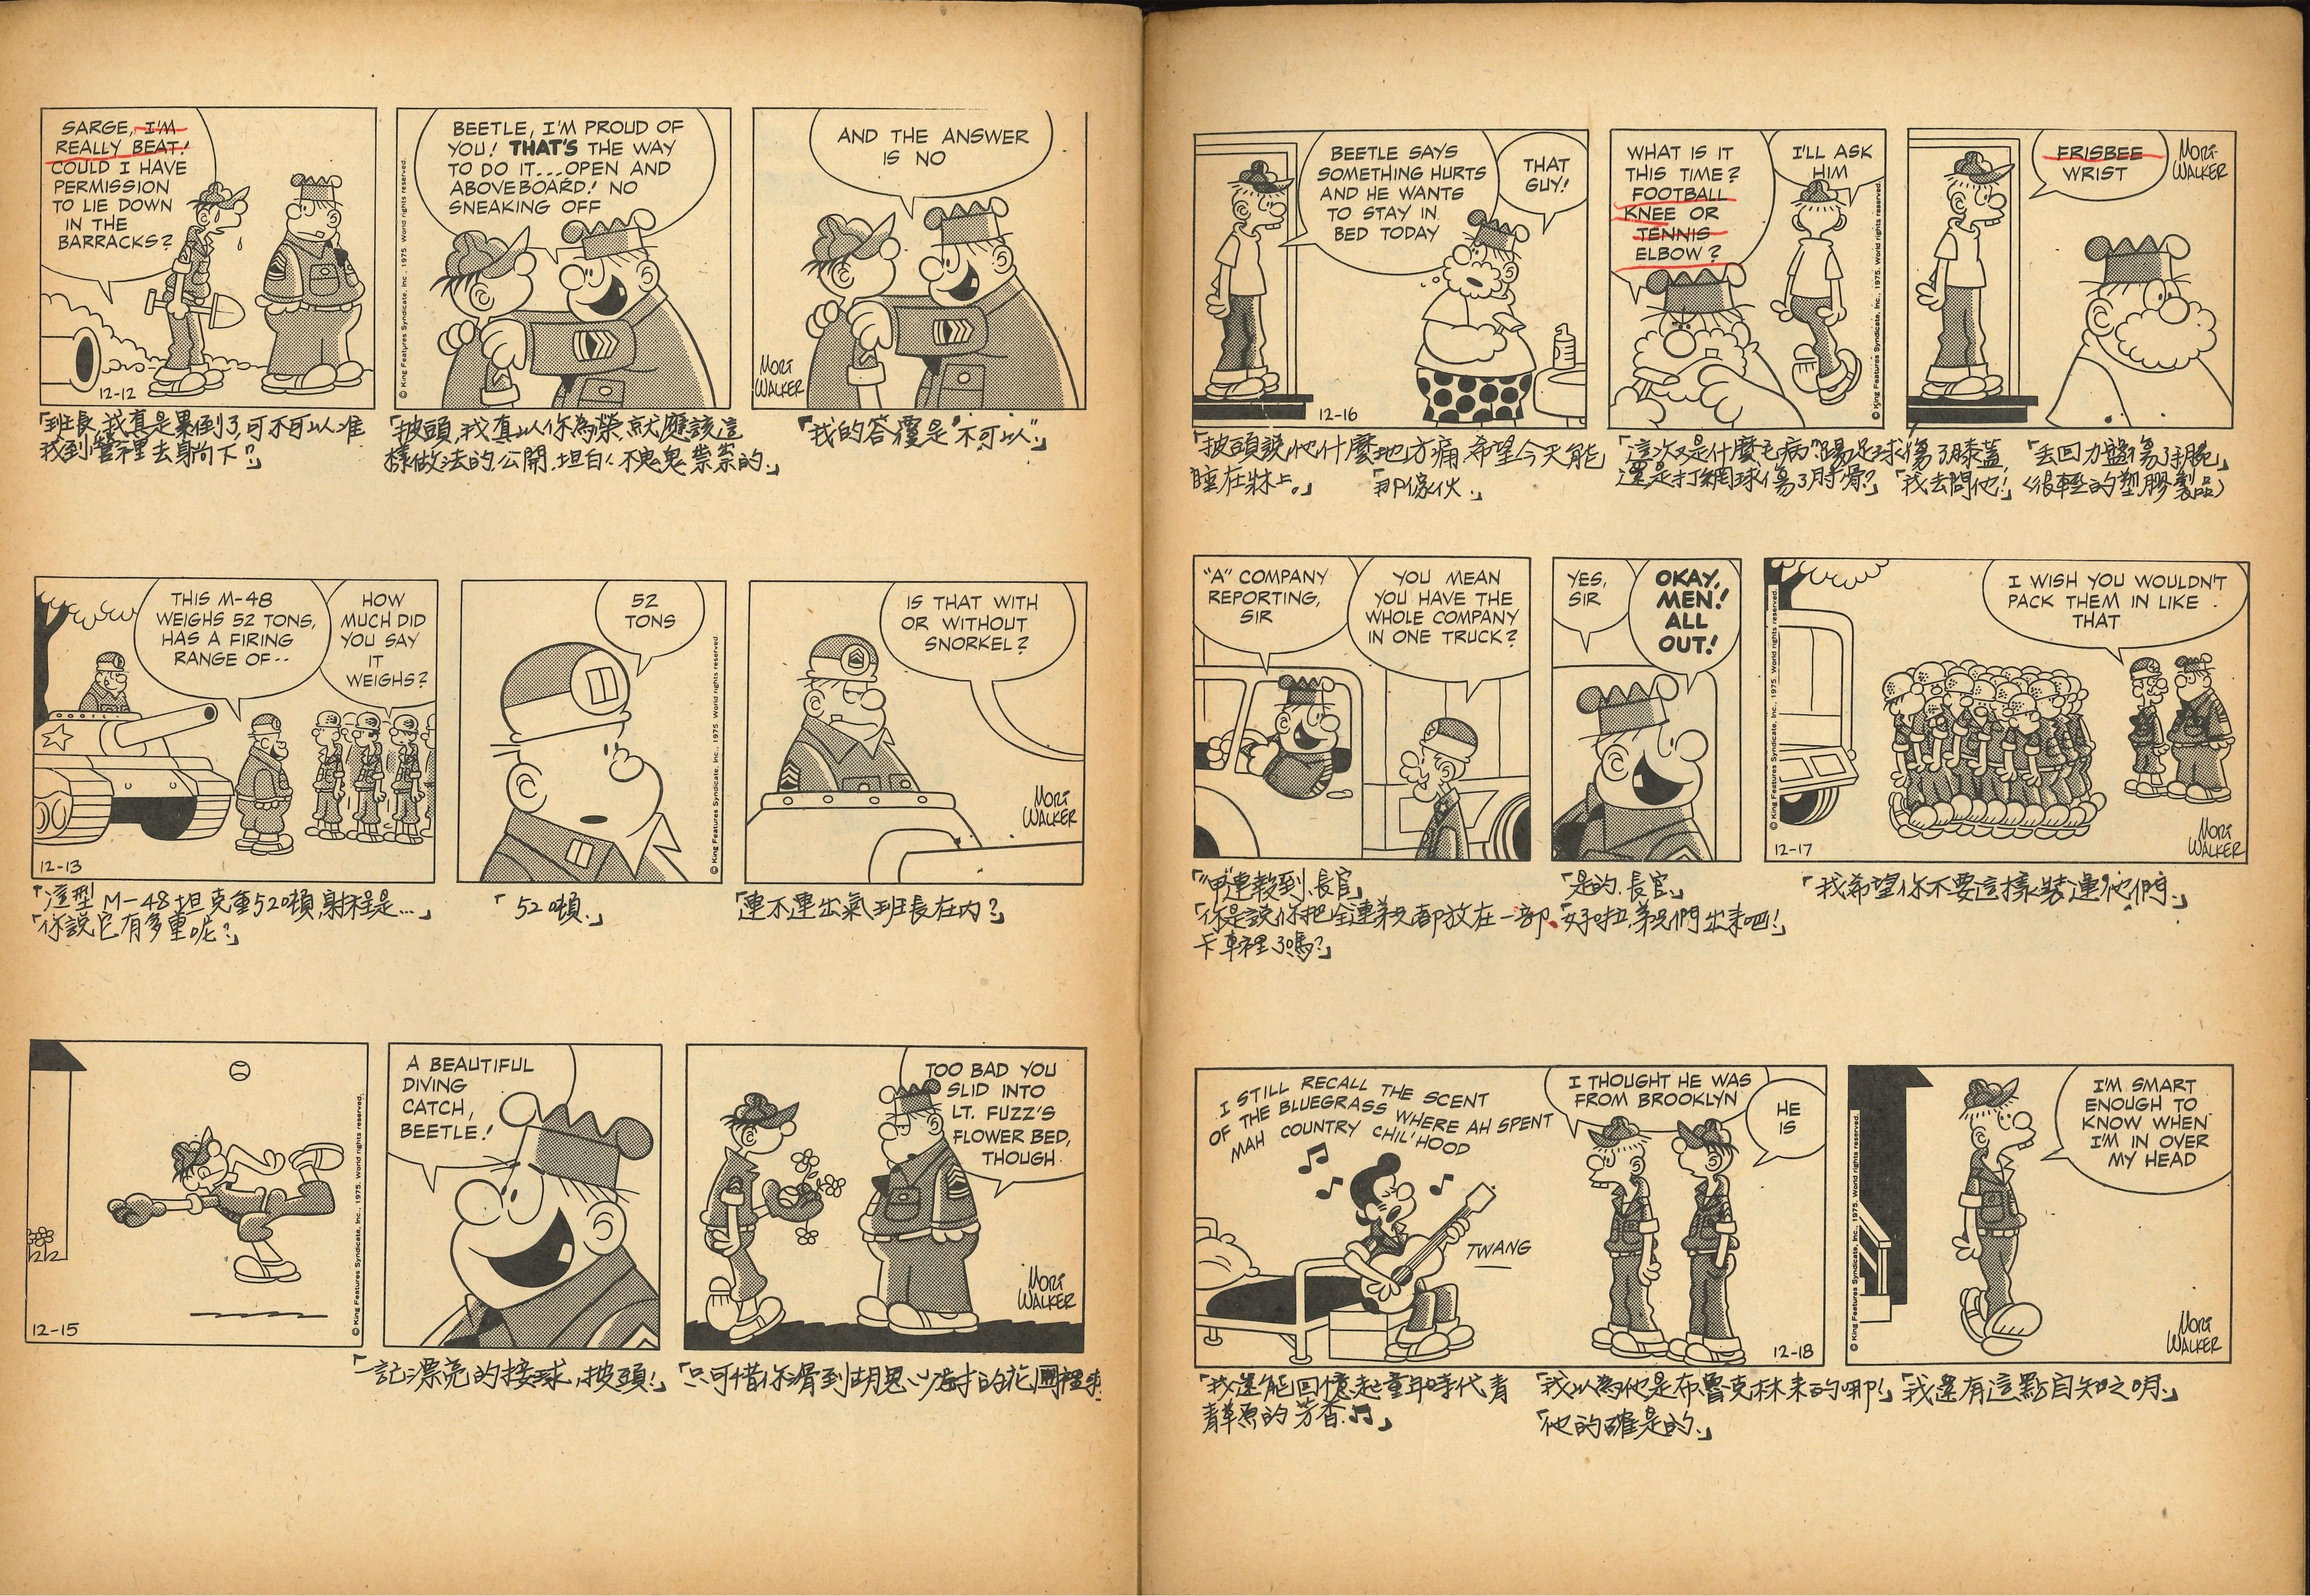 SARGE, I'M
REALLY BEAT!
COULD I HAVE
PERMISSION
TO LIE DOWN
IN THE
BARRACKS?
12-12
BEETLE, I'M PROUD OF
YOU! THAT'S THE WAY
TO DO IT...OPEN AND
ABOVEBOARD! NO
SNEAKING OFF
© King Features Syndicate, Inc., 1975. World rights reserved.
AND THE ANSWER
IS NO
MORT
WALKER
「班長,我真是累倒了,可不可以准
我到營裡去躺下?」
「披頭,我真以你為榮,就應該這
樣做法的,公開,坦白,不鬼鬼祟祟的」
「我的答覆是"不可以"」
THIS M-48
WEIGHS 52 TONS,
HAS A FIRING
RANGE OF--
HOW
MUCH DID
YOU SAY
IT
WEIGHS?
12-13
52
TONS
© King Features Syndicate, Inc., 1975. World rights reserved.
IS THAT WITH
OR WITHOUT
SNORKEL?
MORT
WALKER
「這型M-48坦克重52噸,射程是...」
「你說它有多重呢?」
「52噸.」
「連不連出氣班長在內?」
12-15
© King Features Syndicate, Inc., 1975. World rights reserved.
A BEAUTIFUL
DIVING
CATCH,
BEETLE!
TOO BAD YOU
SLID INTO
LT. FUZZ'S
FLOWER BED,
THOUGH
MORT
WALKER
「一記漂亮的接球,披頭!」
「只可惜你滑到胡思少尉的花圃裡來
BEETLE SAYS
SOMETHING HURTS
AND HE WANTS
TO STAY IN
BED TODAY
THAT
GUY!
12-16
WHAT IS IT
THIS TIME?
FOOTBALL
KNEE OR
TENNIS
ELBOW?
I'LL ASK
HIM
© King Features Syndicate, Inc., 1975. World rights reserved.
FRISBEE
WRIST
MORT
WALKER
「披頭說他什麼地方痛,希望今天能
睡在床上。」
「那傢伙.」
「這次又是什麼毛病?踢足球傷了膝蓋
還是打網球傷了肘骨?」
「我去問他!」
「丟回力盤傷了手腕」
(很輕的塑膠製品)
"A" COMPANY
REPORTING,
SIR
YOU MEAN
YOU HAVE THE
WHOLE COMPANY
IN ONE TRUCK?
YES,
SIR
OKAY,
MEN!
ALL
OUT!
I WISH YOU WOULDN'T
PACK THEM IN LIKE
THAT
© King Features Syndicate, Inc., 1975. World rights reserved.
12-17
MORT
WALKER
「"甲"連報到,長官」
「你是說你把全連弟兄都放在一部
卡車裡了嗎?」
「是的,長官」
「好啦,弟兄們出來吧!」
「我希望你不要這樣裝運他們.」
I STILL RECALL THE SCENT
OF THE BLUEGRASS WHERE AH SPENT
MAH COUNTRY CHIL'HOOD
TWANG
I THOUGHT HE WAS
FROM BROOKLYN
HE
IS
12-18
© King Features Syndicate, Inc., 1975. World rights reserved.
I'M SMART
ENOUGH TO
KNOW WHEN
I'M IN OVER
MY HEAD
MORT
WALKER
「我還能回憶起童年時代青
青草原的芳香♫」
「我以為他是布魯克林來的哪!」
「他的確是的.」
「我還有這點自知之明.」